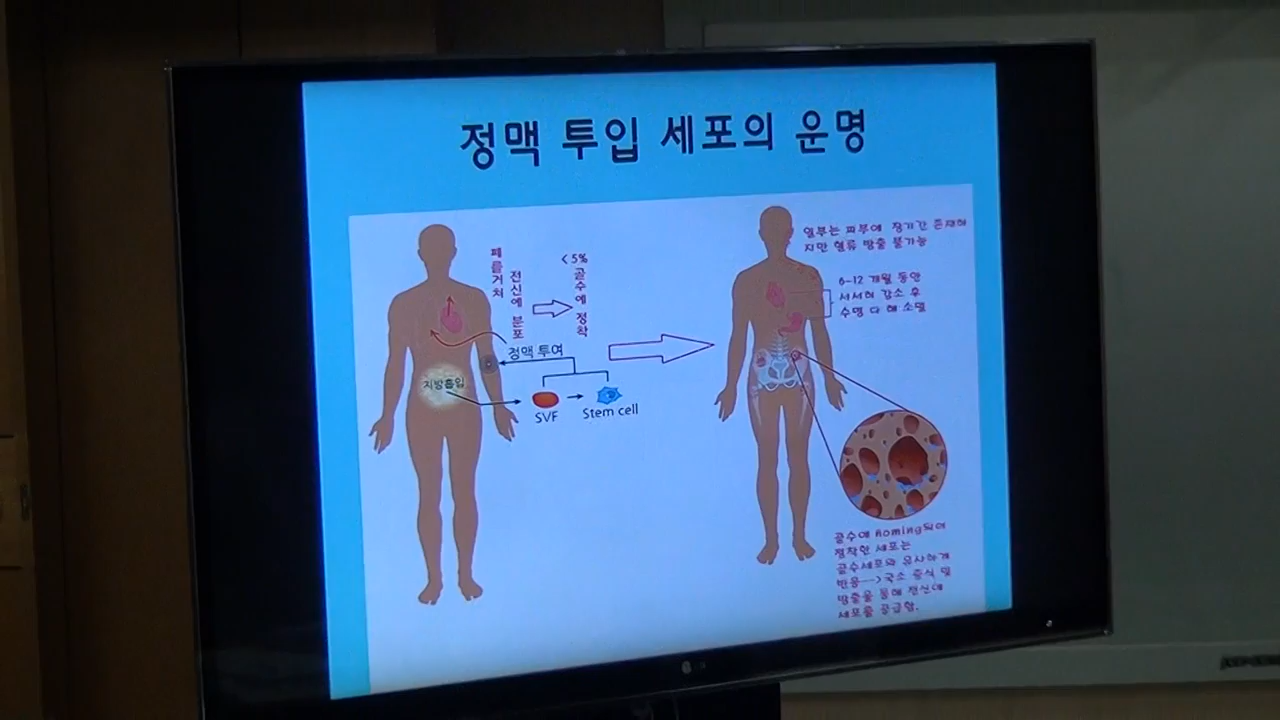 정맥 투입 세포의 운명
폐를거쳐
전신에 분포
<5%
골수에 정착
정맥 투여
지방흡입
SVF
Stem cell
일부는 피부에 장기간 존재하
지만 혈류 방출 불가능
6-12 개월 동안
서서히 감소 후
수명 다 해 소멸
골수에 homing되어
정착한 세포는
골수세포와 유사하게
반응--->국소 증식 및
방출을 통해 전신에
세포를 공급함.
LG